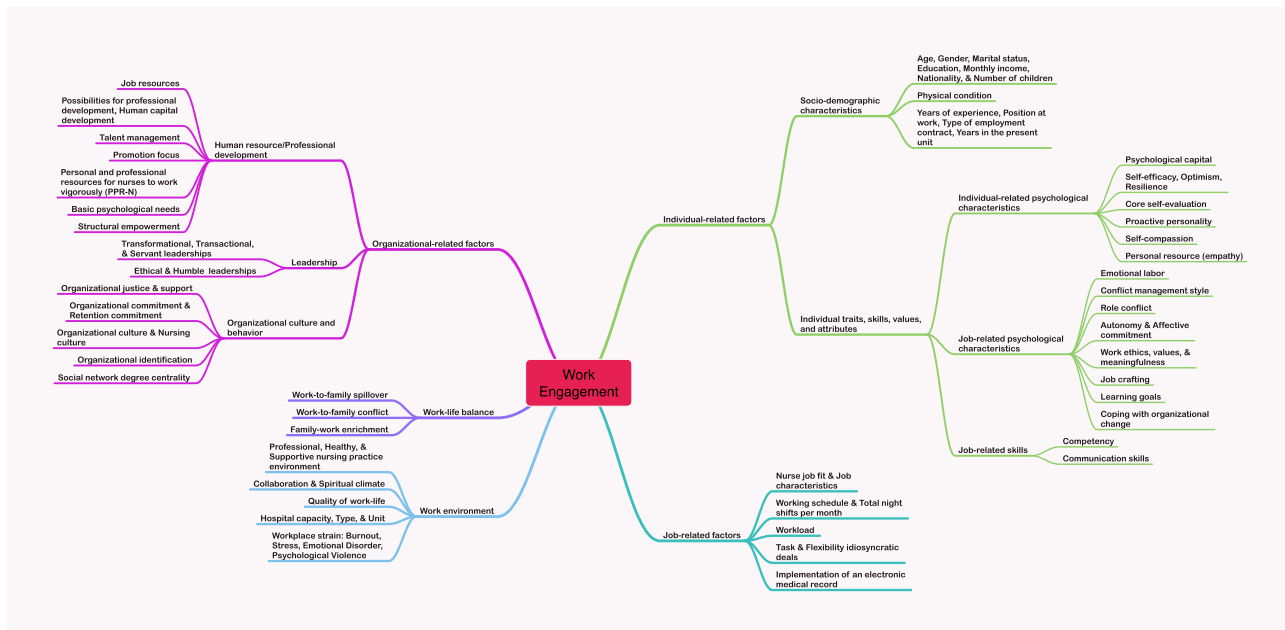 Work
Engagement
Organizational-related factors
Human resource/Professional
development
Job resources
Possibilities for professional
development, Human capital
development
Talent management
Promotion focus
Personal and professional
resources for nurses to work
vigorously (PPR-N)
Basic psychological needs
Structural empowerment
Leadership
Transformational, Transactional,
& Servant leaderships
Ethical & Humble leaderships
Organizational culture and
behavior
Organizational justice & support
Organizational commitment &
Retention commitment
Organizational culture & Nursing
culture
Organizational identification
Social network degree centrality
Work-life balance
Work-to-family spillover
Work-to-family conflict
Family-work enrichment
Work environment
Professional, Healthy, &
Supportive nursing practice
environment
Collaboration & Spiritual climate
Quality of work-life
Hospital capacity, Type, & Unit
Workplace strain: Burnout,
Stress, Emotional Disorder,
Psychological Violence
Individual-related factors
Socio-demographic
characteristics
Age, Gender, Marital status,
Education, Monthly income,
Nationality, & Number of children
Physical condition
Years of experience, Position at
work, Type of employment
contract, Years in the present
unit
Individual traits, skills, values,
and attributes
Individual-related psychological
characteristics
Psychological capital
Self-efficacy, Optimism,
Resilience
Core self-evaluation
Proactive personality
Self-compassion
Personal resource (empathy)
Job-related psychological
characteristics
Emotional labor
Conflict management style
Role conflict
Autonomy & Affective
commitment
Work ethics, values, &
meaningfulness
Job crafting
Learning goals
Coping with organizational
change
Job-related skills
Competency
Communication skills
Job-related factors
Nurse job fit & Job
characteristics
Working schedule & Total night
shifts per month
Workload
Task & Flexibility idiosyncratic
deals
Implementation of an electronic
medical record